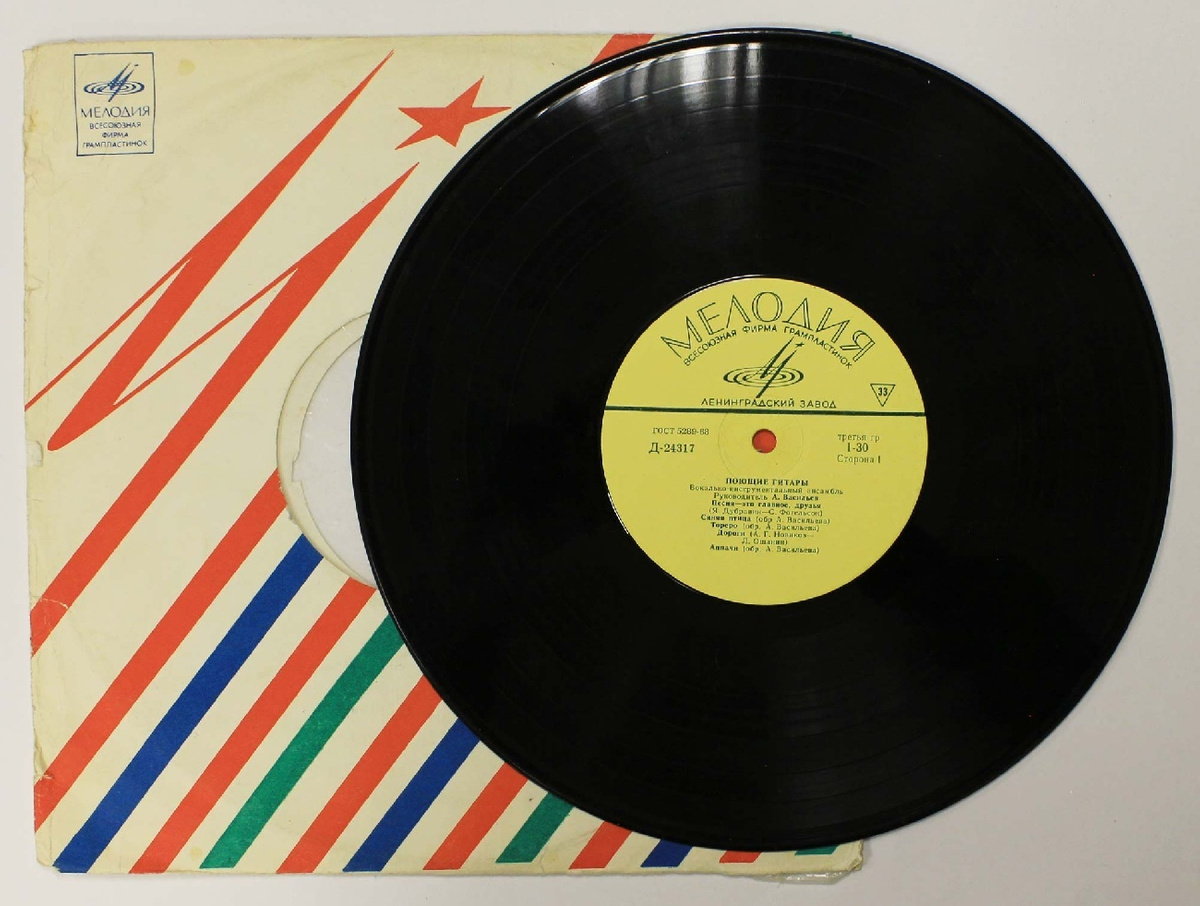 МЕЛОДИЯ
ВСЕСОЮЗНАЯ
ФИРМА
ГРАМПЛАСТИНОК
МЕЛОДИЯ
ВСЕСОЮЗНАЯ ФИРМА ГРАМПЛАСТИНОК
ЛЕНИНГРАДСКИЙ ЗАВОД
33
ГОСТ 5289-68
Д-24317
третья гр.
1-30
Сторона 1
ПОЮЩИЕ ГИТАРЫ
Вокально-инструментальный ансамбль
Руководитель А. Васильев
Песня—это главное, друзья
(Я. Дубравин—С. Фогельсон)
Синяя птица (обр. А. Васильева)
Тореро (обр. А. Васильева)
Дороги (А. Г. Новиков—
Л. Ошанин)
Апачи (обр. А. Васильева)